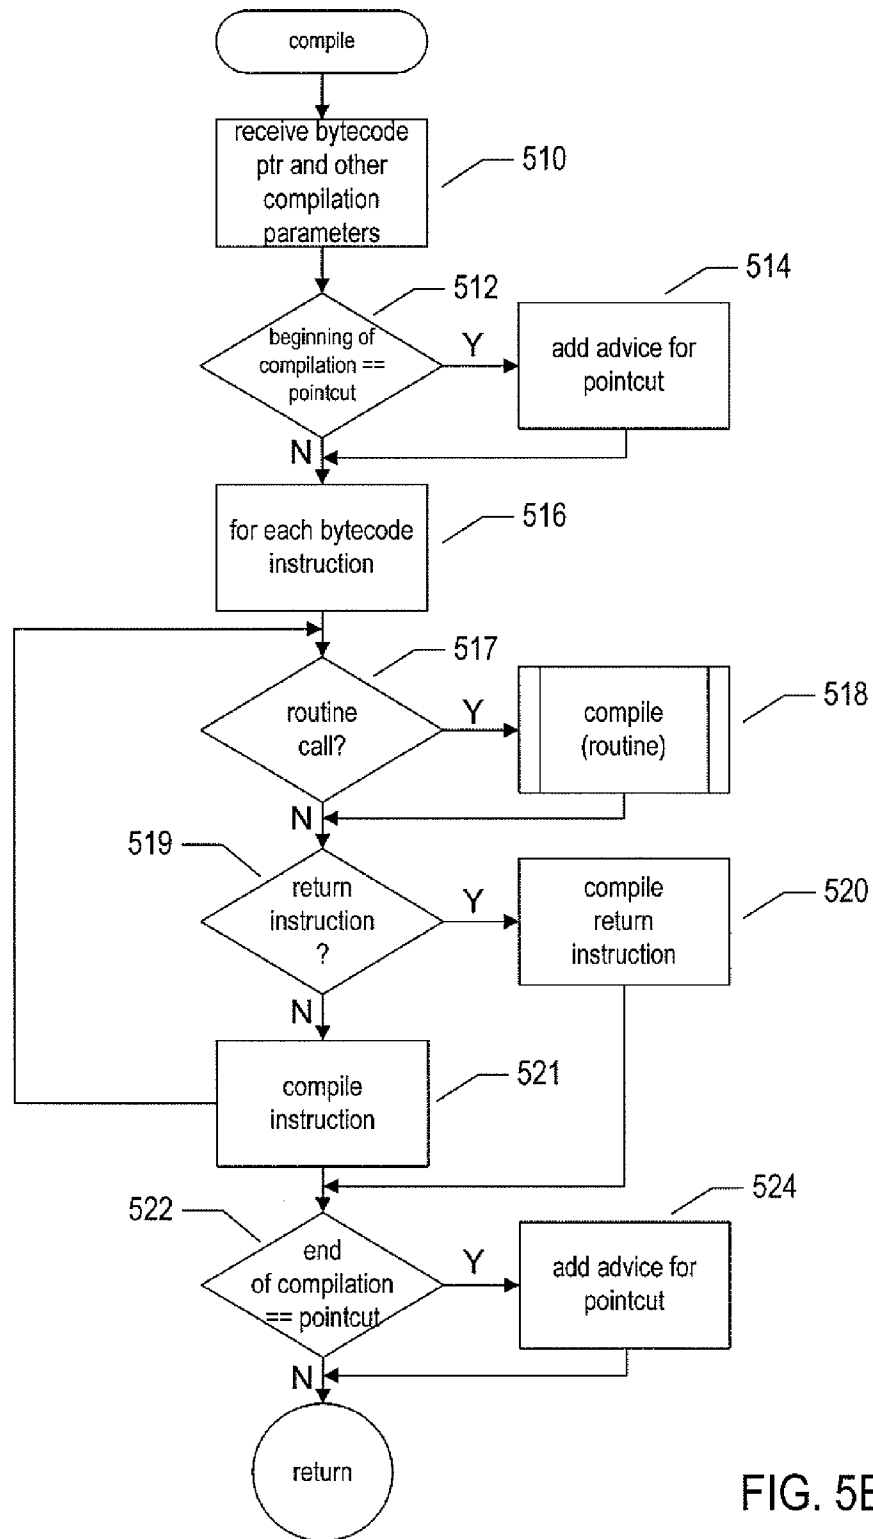 compile
receive bytecode
ptr and other
compilation
parameters
510
512
beginning of
compilation ==
pointcut
Y
514
add advice for
pointcut
N
for each bytecode
instruction
516
517
routine
call?
Y
compile
(routine)
518
N
519
return
instruction
?
Y
compile
return
instruction
520
N
compile
instruction
521
522
end
of compilation
== pointcut
Y
524
add advice for
pointcut
N
return
FIG. 5B